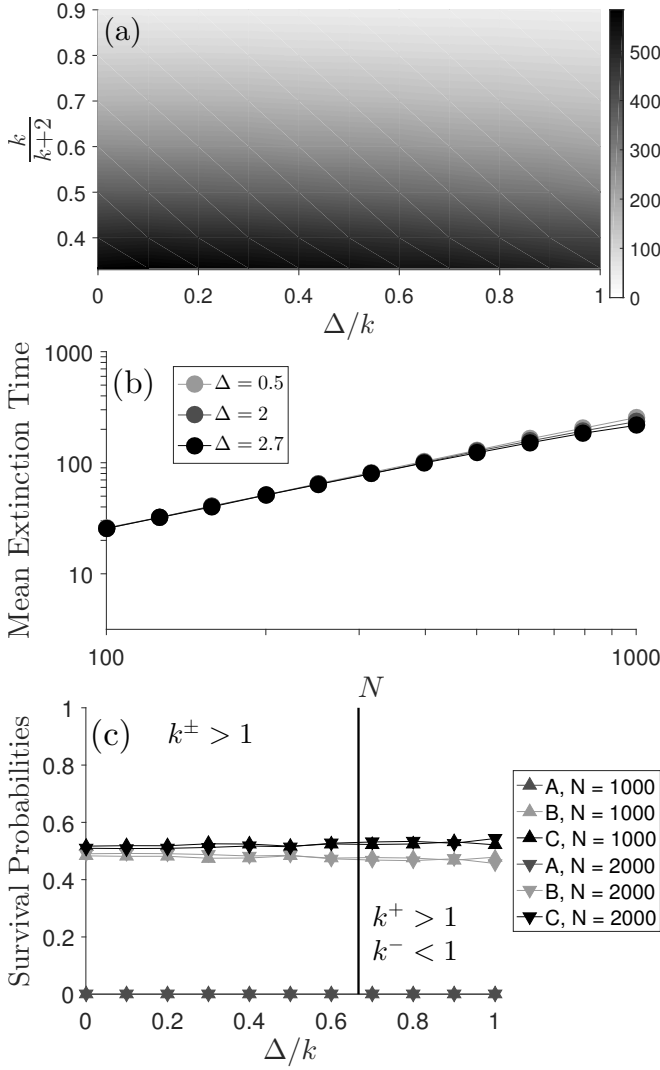 (a)
0.9
0.8
0.7
0.6
0.5
0.4
k/(k+2)
0 0.2 0.4 0.6 0.8 1
Δ/k
500
400
300
200
100
0
(b)
Mean Extinction Time
1000
100
10
Δ = 0.5
Δ = 2
Δ = 2.7
100 1000
N
(c)
Survival Probabilities
1
0.8
0.6
0.4
0.2
0
k^± > 1
k^+ > 1
k^- < 1
0 0.2 0.4 0.6 0.8 1
Δ/k
A, N = 1000
B, N = 1000
C, N = 1000
A, N = 2000
B, N = 2000
C, N = 2000